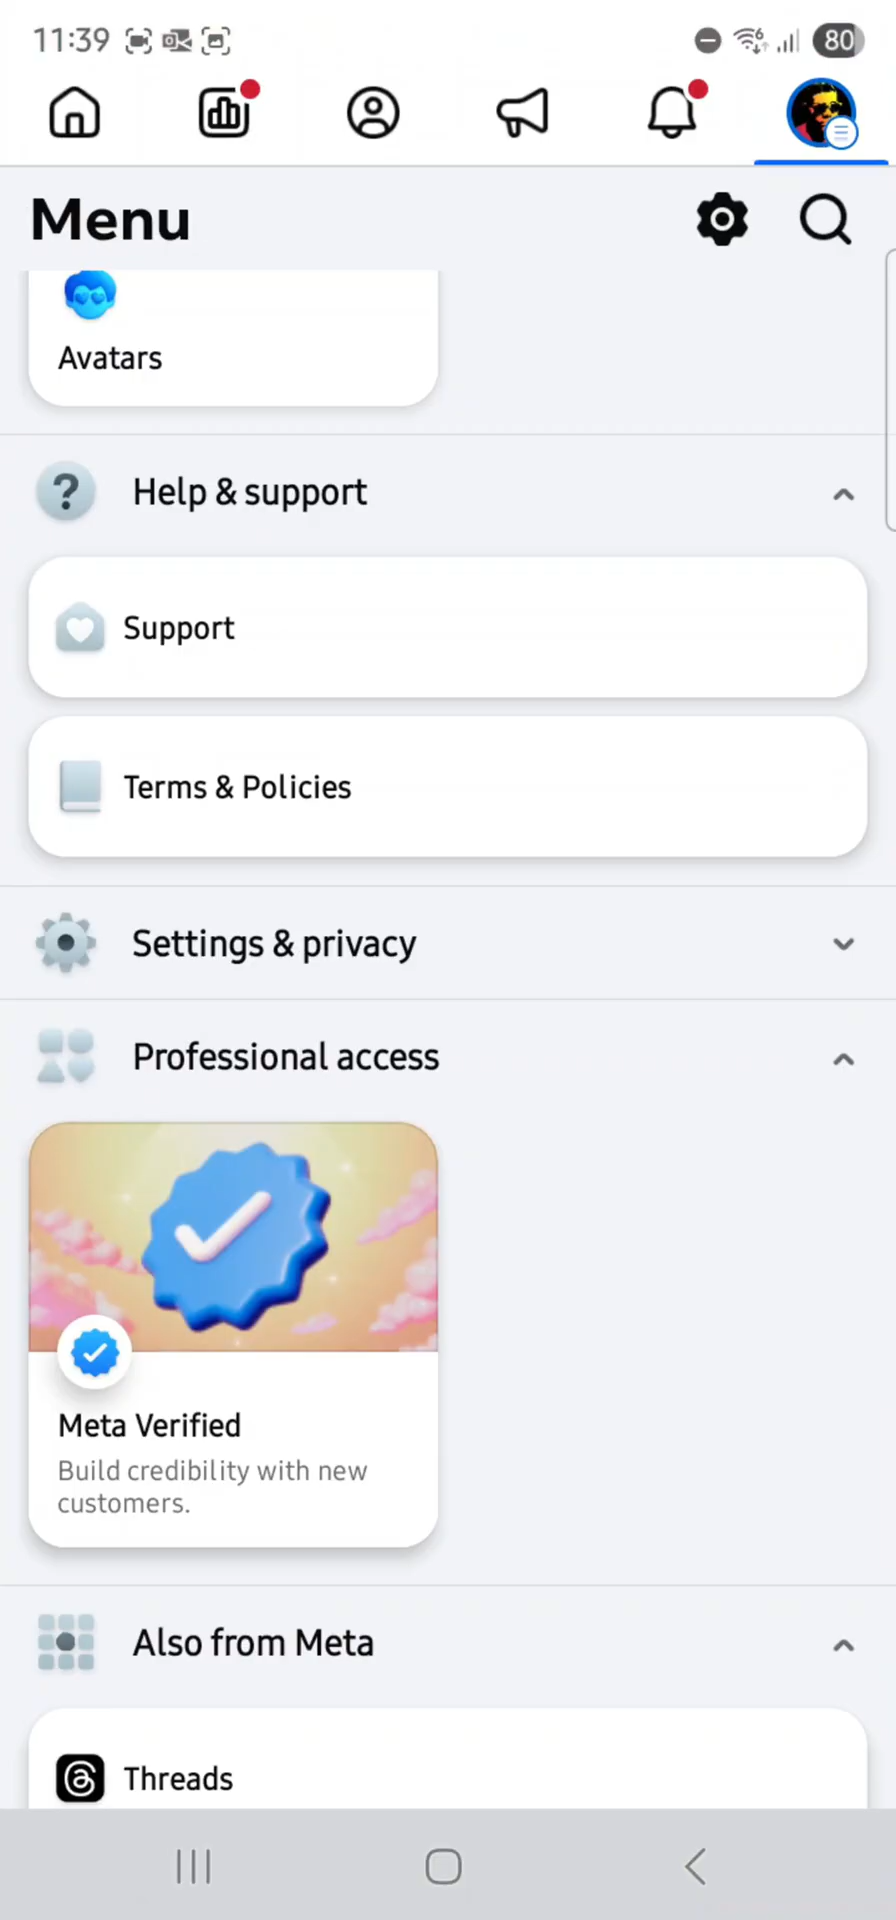 11:39
6
80
Menu
Avatars
Help & support
Support
Terms & Policies
Settings & privacy
Professional access
Meta Verified
Build credibility with new
customers.
Also from Meta
Threads